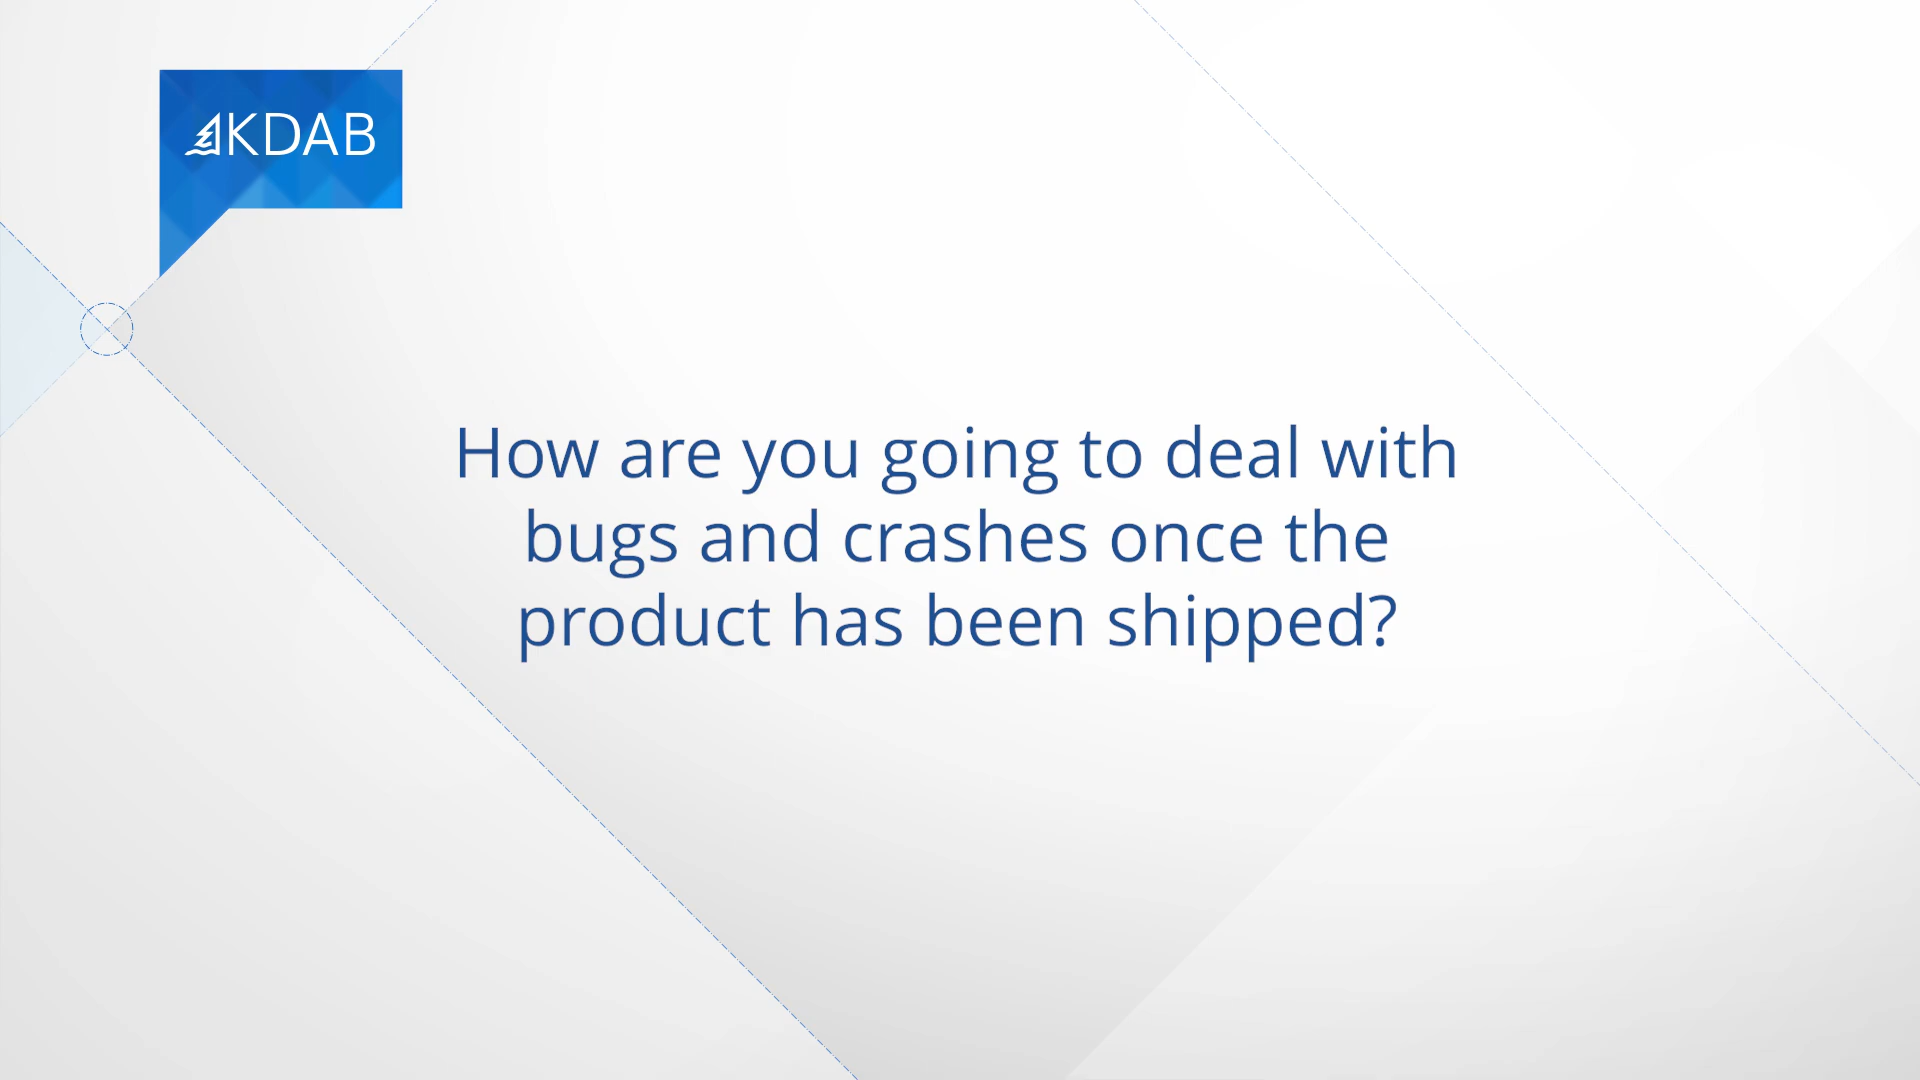 KDAB
How are you going to deal with
bugs and crashes once the
product has been shipped?